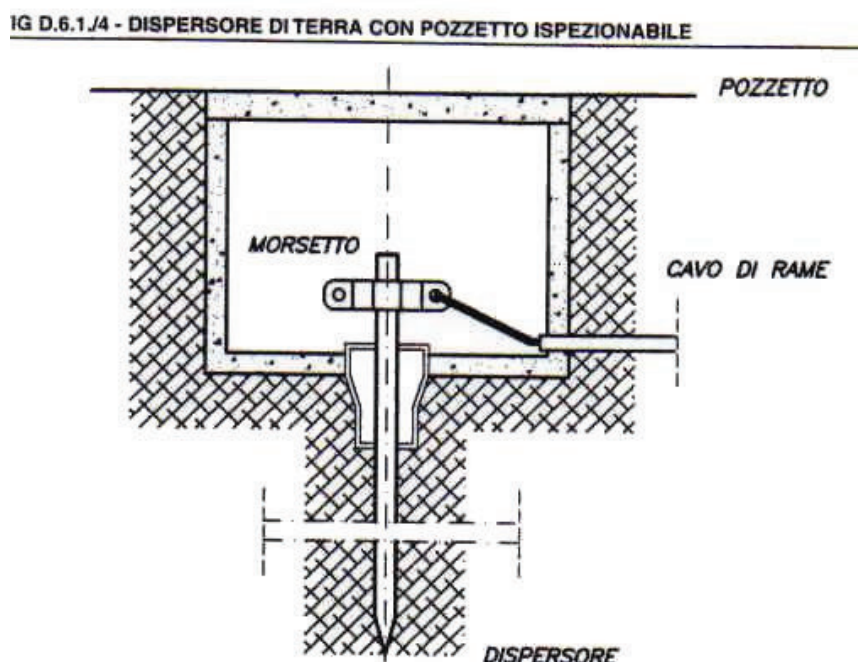 IG D.6.1./4 - DISPERSORE DI TERRA CON POZZETTO ISPEZIONABILE
POZZETTO
MORSETTO
CAVO DI RAME
DISPERSORE